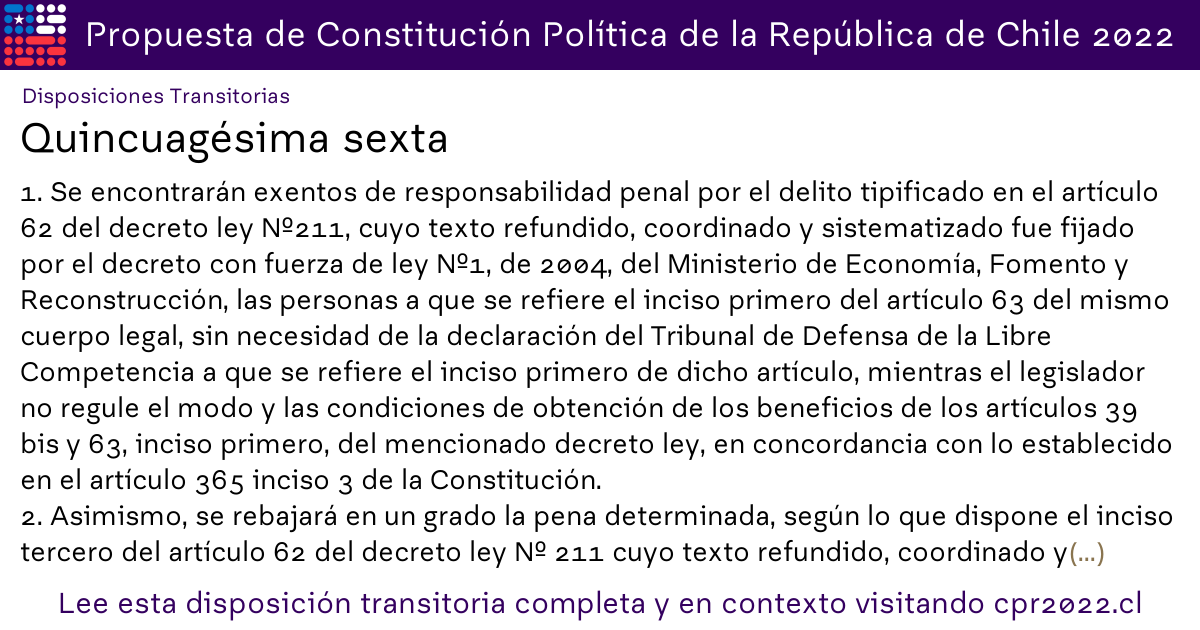 Propuesta de Constitución Política de la República de Chile 2022
Disposiciones Transitorias
Quincuagésima sexta
1. Se encontrarán exentos de responsabilidad penal por el delito tipificado en el artículo
62 del decreto ley Nº211, cuyo texto refundido, coordinado y sistematizado fue fijado
por el decreto con fuerza de ley Nº1, de 2004, del Ministerio de Economía, Fomento y
Reconstrucción, las personas a que se refiere el inciso primero del artículo 63 del mismo
cuerpo legal, sin necesidad de la declaración del Tribunal de Defensa de la Libre
Competencia a que se refiere el inciso primero de dicho artículo, mientras el legislador
no regule el modo y las condiciones de obtención de los beneficios de los artículos 39
bis y 63, inciso primero, del mencionado decreto ley, en concordancia con lo establecido
en el artículo 365 inciso 3 de la Constitución.
2. Asimismo, se rebajará en un grado la pena determinada, según lo que dispone el inciso
tercero del artículo 62 del decreto ley Nº 211 cuyo texto refundido, coordinado y(...)
Lee esta disposición transitoria completa y en contexto visitando cpr2022.cl